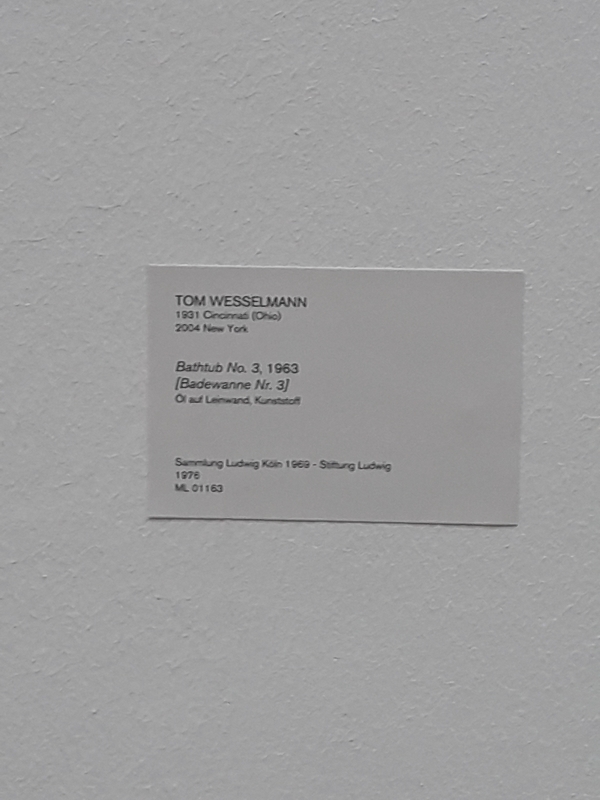 TOM WESSELMANN
1931 Cincinnati (Ohio)
2004 New York
Bathtub No. 3, 1963
[Badewanne Nr. 3]
Öl auf Leinwand, Kunststoff
Sammlung Ludwig Köln 1969 - Stiftung Ludwig
1976
ML 01163